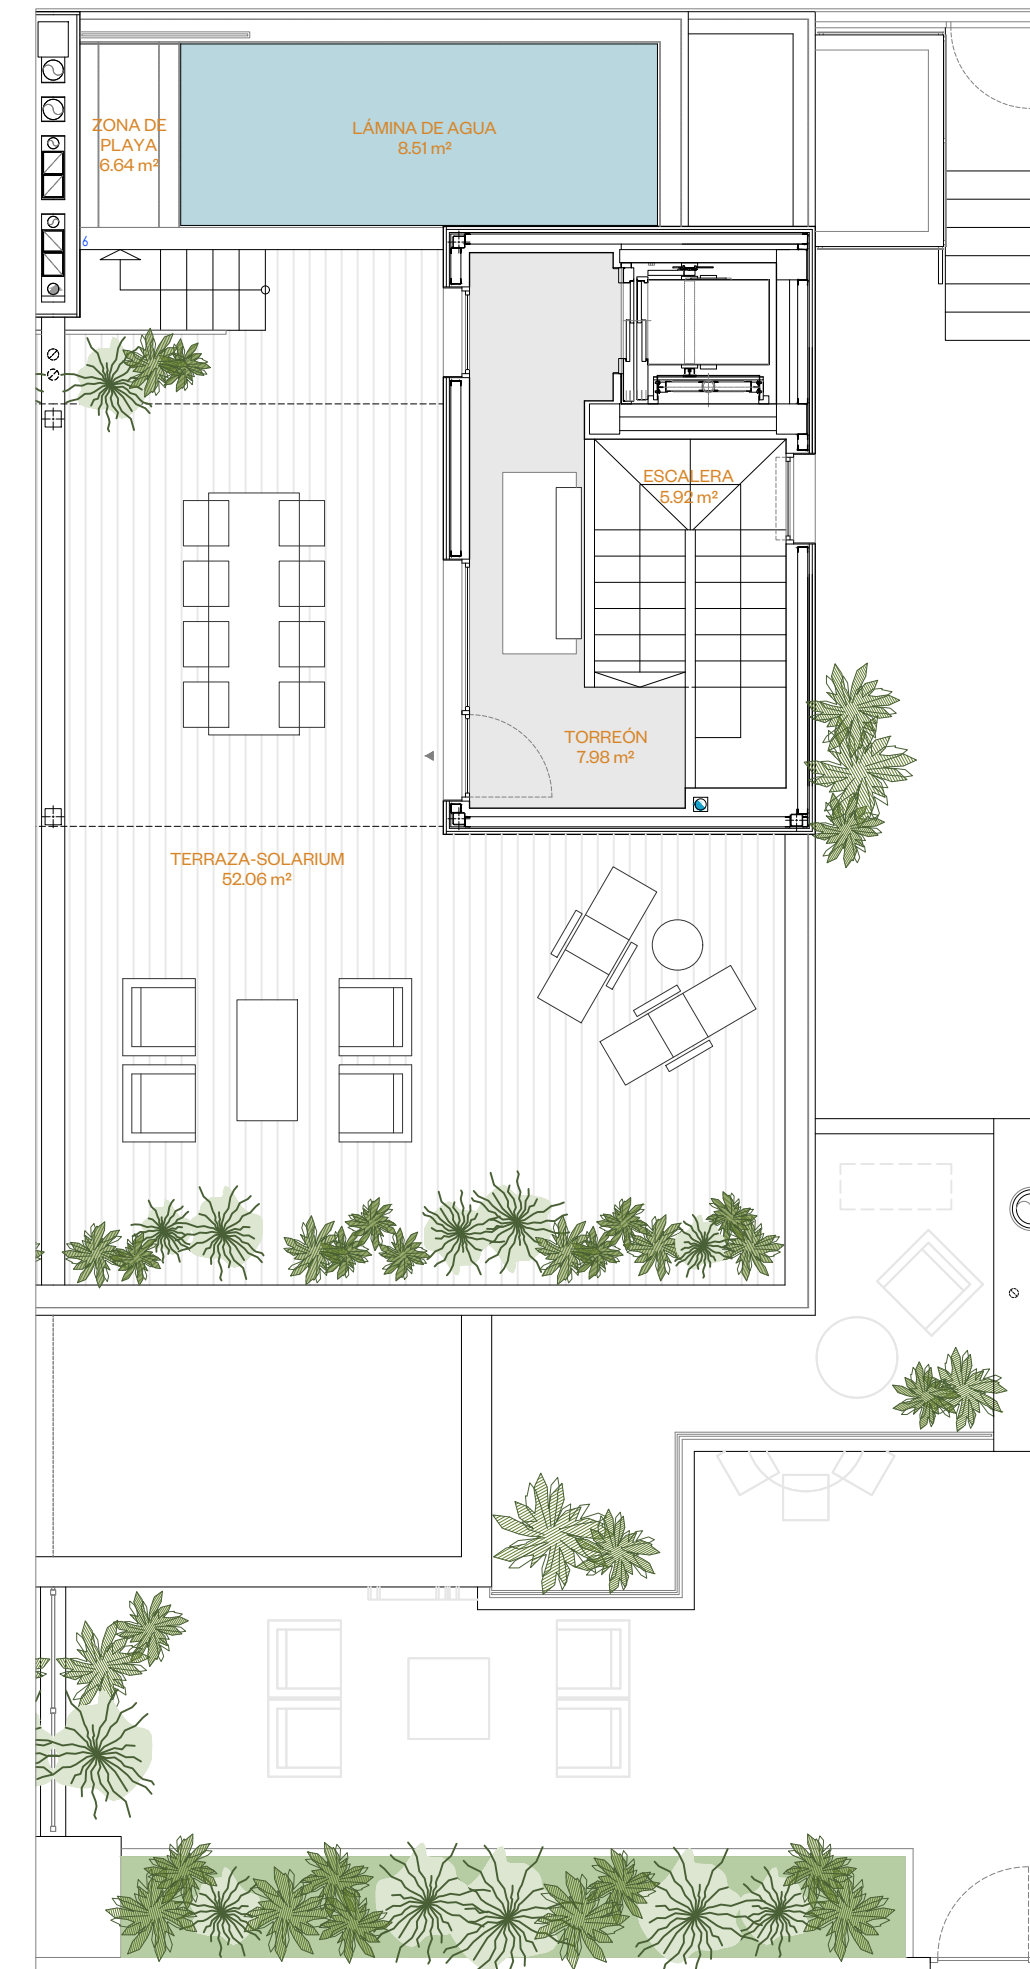 ZONA DE
PLAYA
6.64 m²
LÁMINA DE AGUA
8.51 m²
6
ESCALERA
5.92 m²
TORREÓN
7.98 m²
TERRAZA-SOLARIUM
52.06 m²